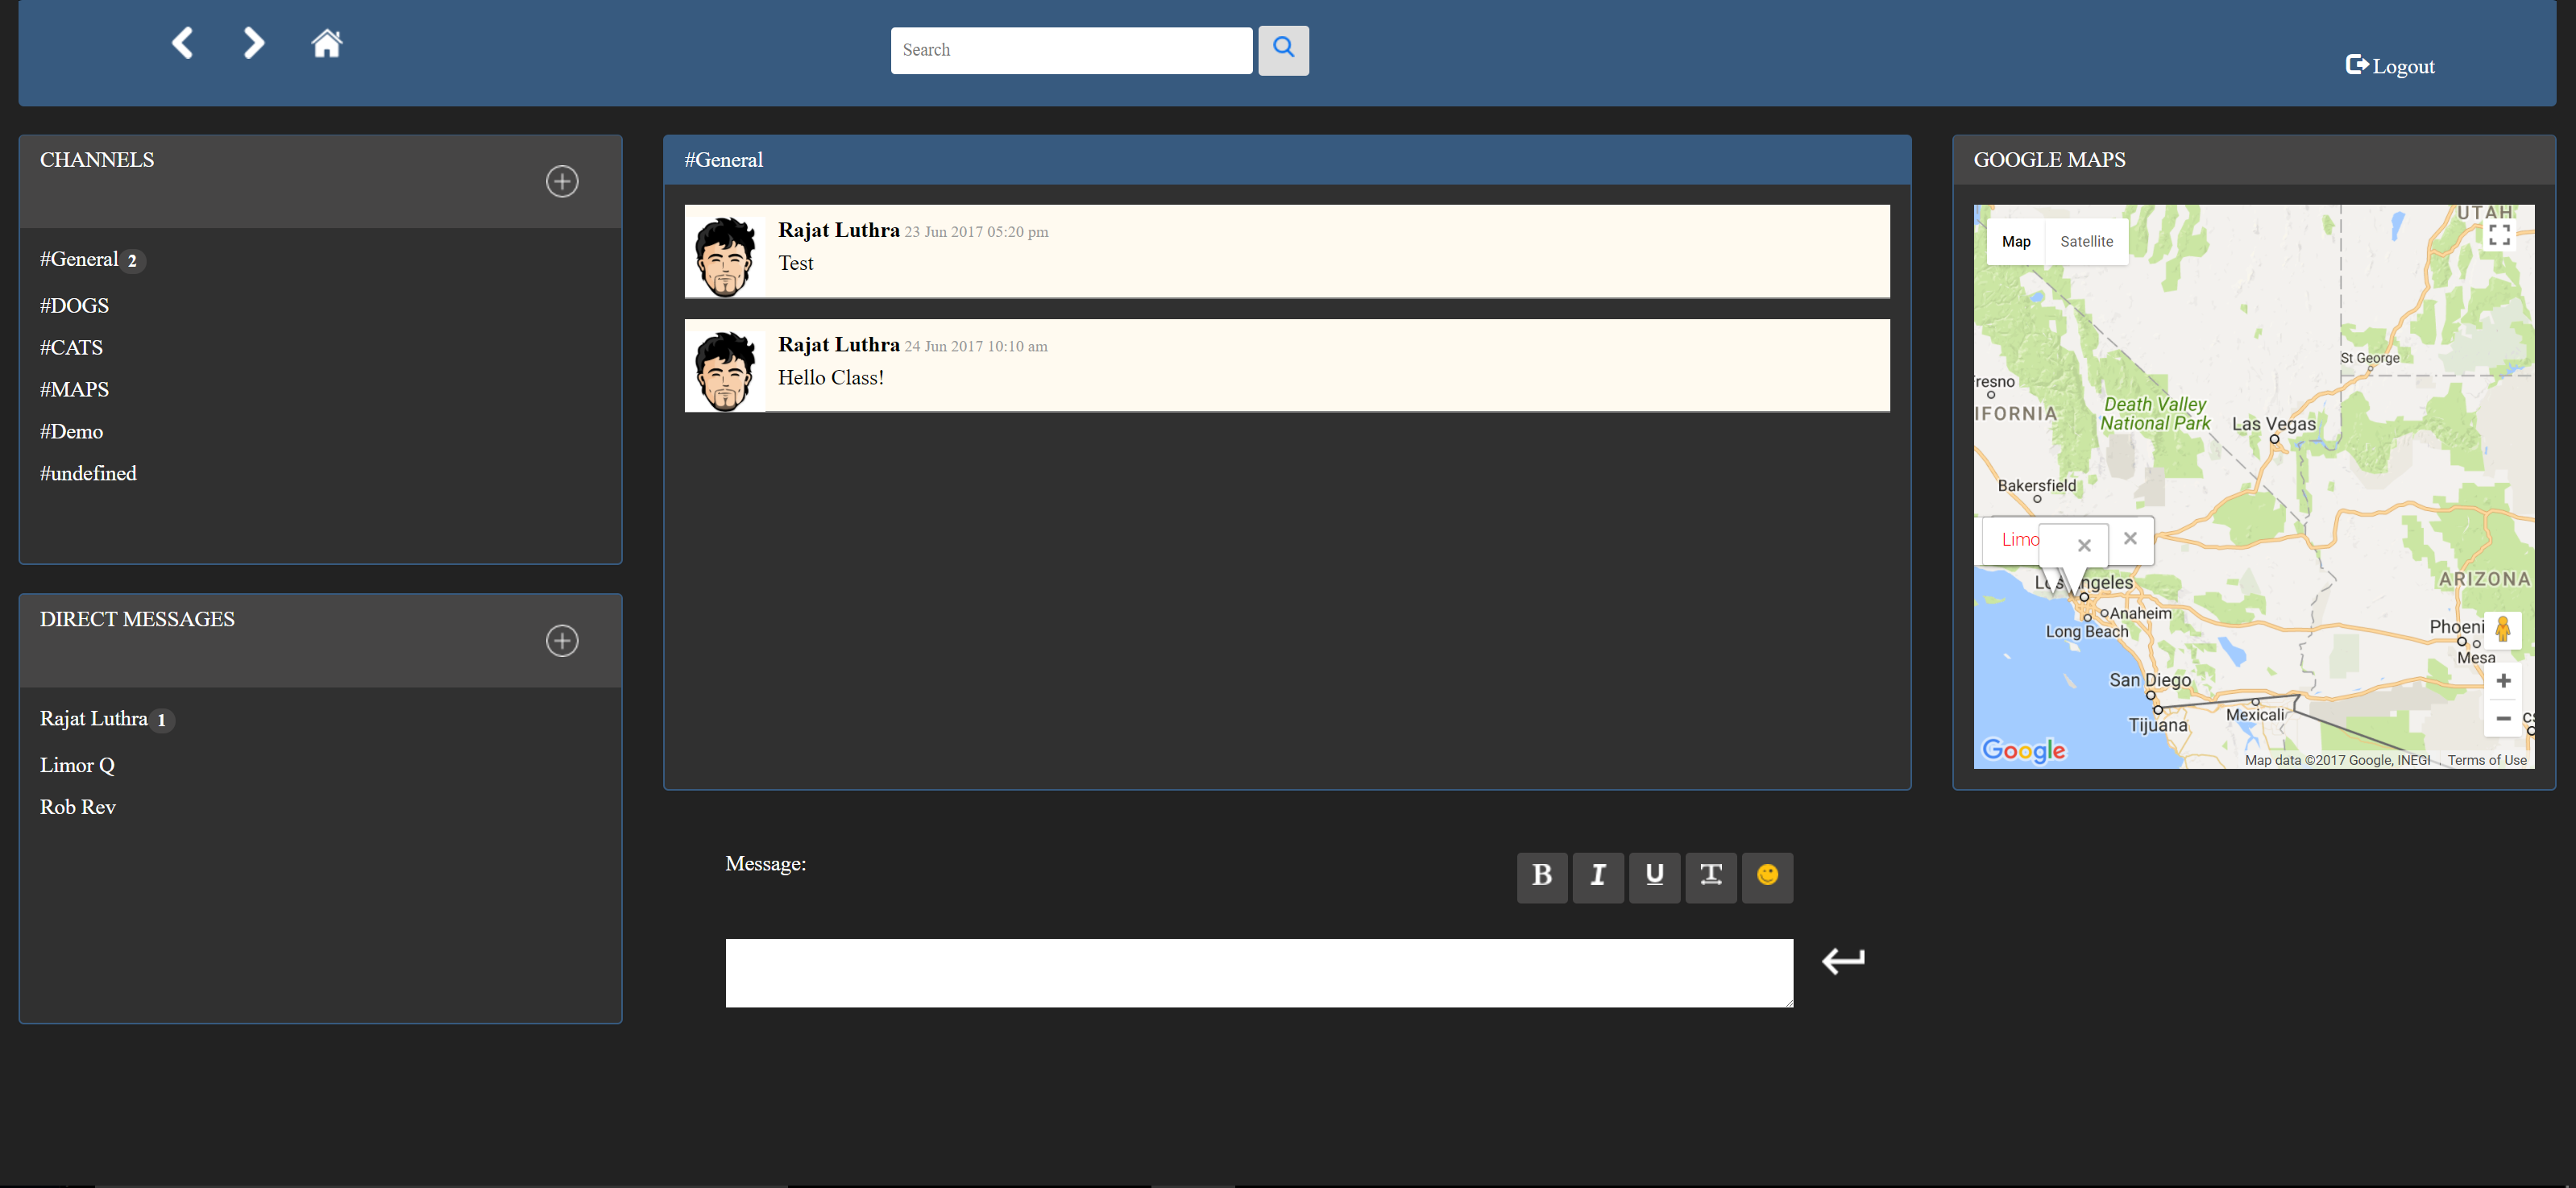 Search
Logout
CHANNELS
#General 2
#DOGS
#CATS
#MAPS
#Demo
#undefined
DIRECT MESSAGES
Rajat Luthra 1
Limor Q
Rob Rev
#General
Rajat Luthra 23 Jun 2017 05:20 pm
Test
Rajat Luthra 24 Jun 2017 10:10 am
Hello Class!
Message:
B I U T
GOOGLE MAPS
Map Satellite
UTAH
St George
resno
IFORNIA
Death Valley
National Park
Las Vegas
Bakersfield
Limo
Los Angeles
ARIZONA
Anaheim
Long Beach
Phoeni
Mesa
San Diego
Tijuana
Mexicali
Google
Map data ©2017 Google, INEGI Terms of Use